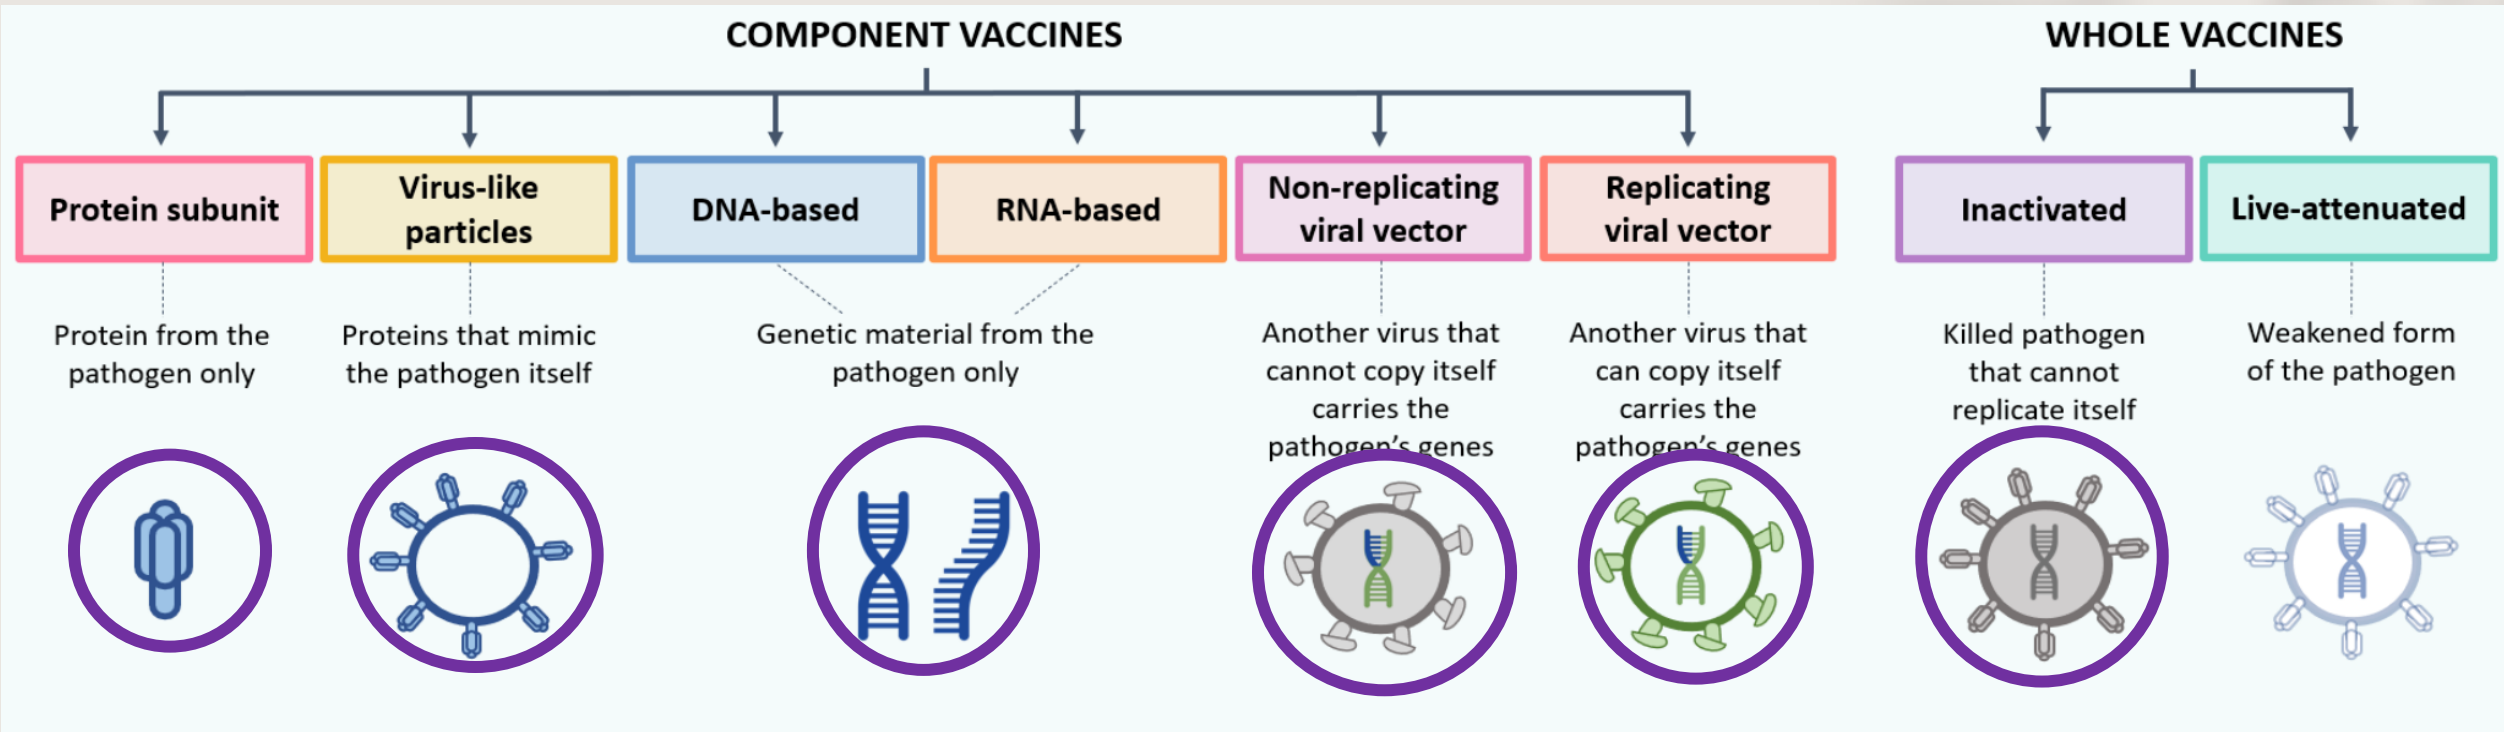 COMPONENT VACCINES
WHOLE VACCINES
Protein subunit
Virus-like
particles
DNA-based
RNA-based
Non-replicating
viral vector
Replicating
viral vector
Inactivated
Live-attenuated
Protein from the
pathogen only
Proteins that mimic
the pathogen itself
Genetic material from the
pathogen only
Another virus that
cannot copy itself
carries the
pathogen's genes
Another virus that
can copy itself
carries the
pathogen's genes
Killed pathogen
that cannot
replicate itself
Weakened form
of the pathogen